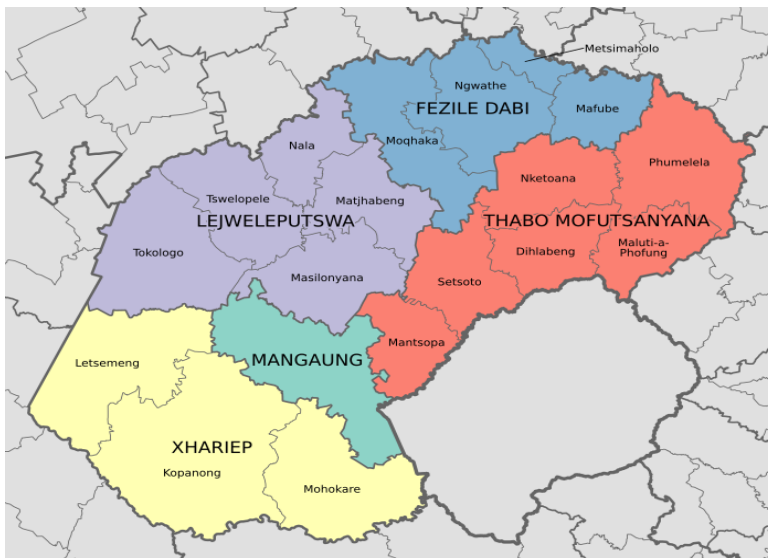 Metsimaholo
Ngwathe
FEZILE DABI
Mafube
Moqhaka
Nala
Phumelela
Nketoana
Tswelopele
Matjhabeng
LEJWELEPUTSWA
THABO MOFUTSANYANA
Tokologo
Dihlabeng
Maluti-a-
Phofung
Masilonyana
Setsoto
Mantsopa
MANGAUNG
Letsemeng
XHARIEP
Kopanong
Mohokare